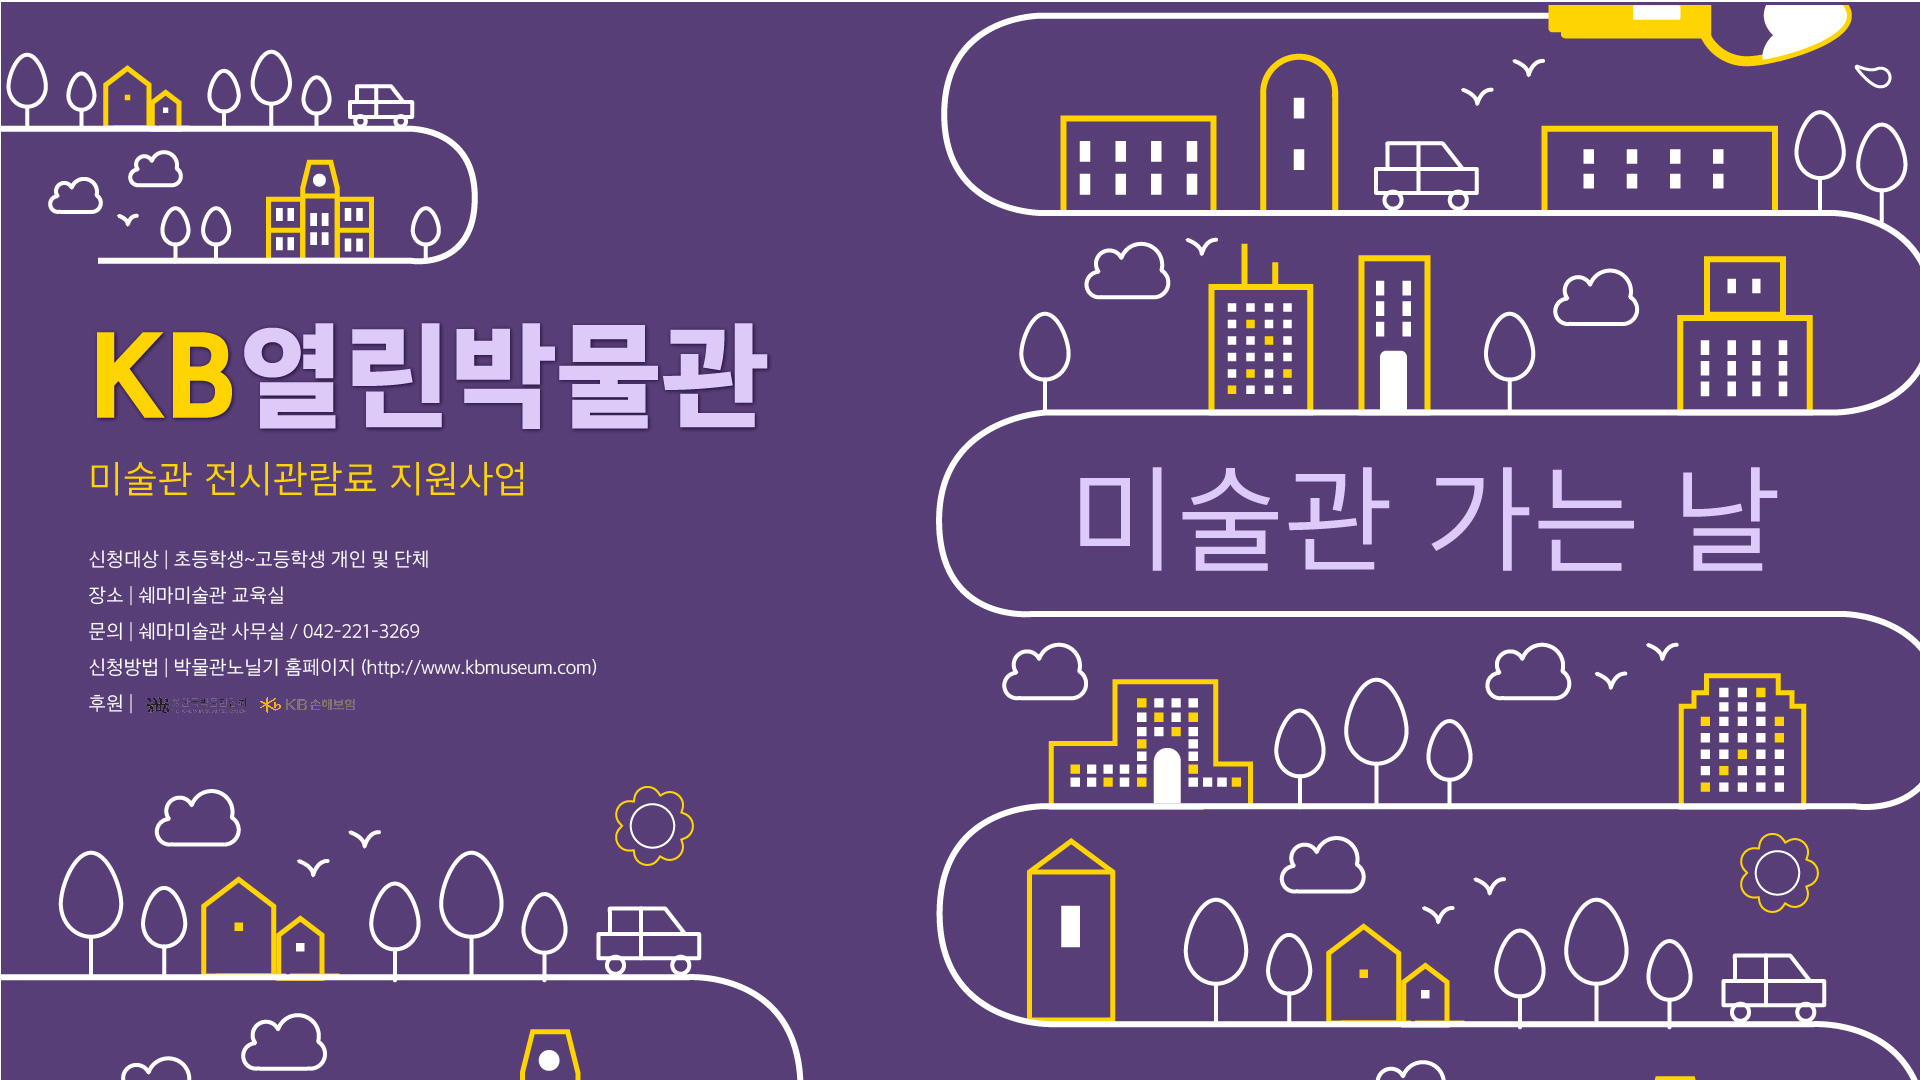 KB열린박물관
미술관 전시관람료 지원사업
신청대상 | 초등학생~고등학생 개인 및 단체
장소 | 쉐마미술관 교육실
문의 | 쉐마미술관 사무실 / 042-221-3269
신청방법 | 박물관노닐기 홈페이지 (http://www.kbmuseum.com)
후원 | KB 손해보험
미술관 가는 날